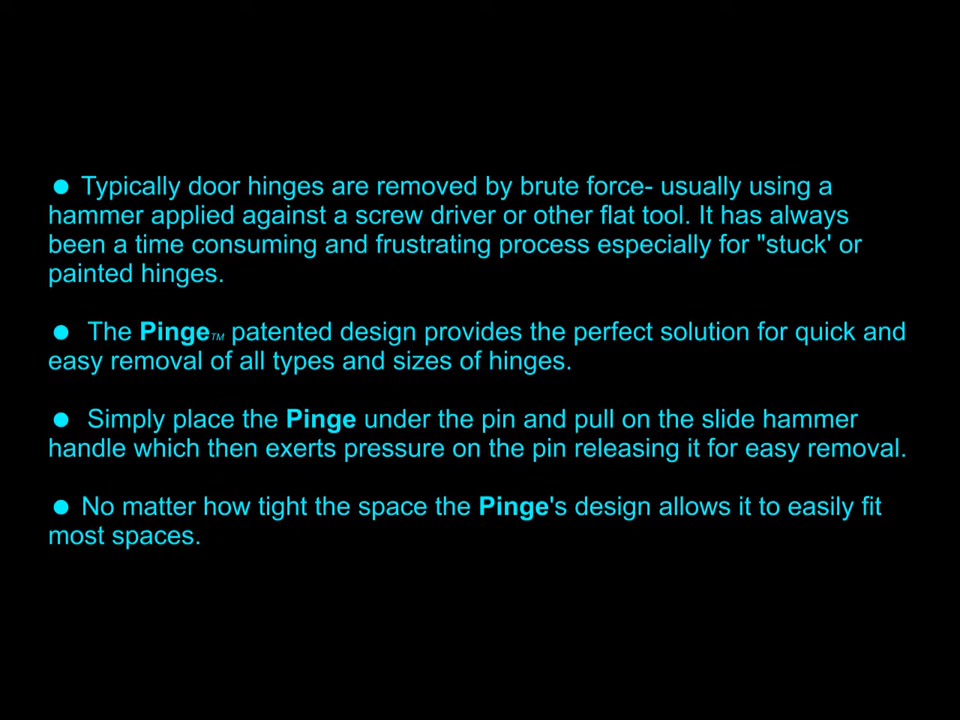 ● Typically door hinges are removed by brute force- usually using a
hammer applied against a screw driver or other flat tool. It has always
been a time consuming and frustrating process especially for "stuck' or
painted hinges.
● The Pinge™ patented design provides the perfect solution for quick and
easy removal of all types and sizes of hinges.
● Simply place the Pinge under the pin and pull on the slide hammer
handle which then exerts pressure on the pin releasing it for easy removal.
● No matter how tight the space the Pinge's design allows it to easily fit
most spaces.